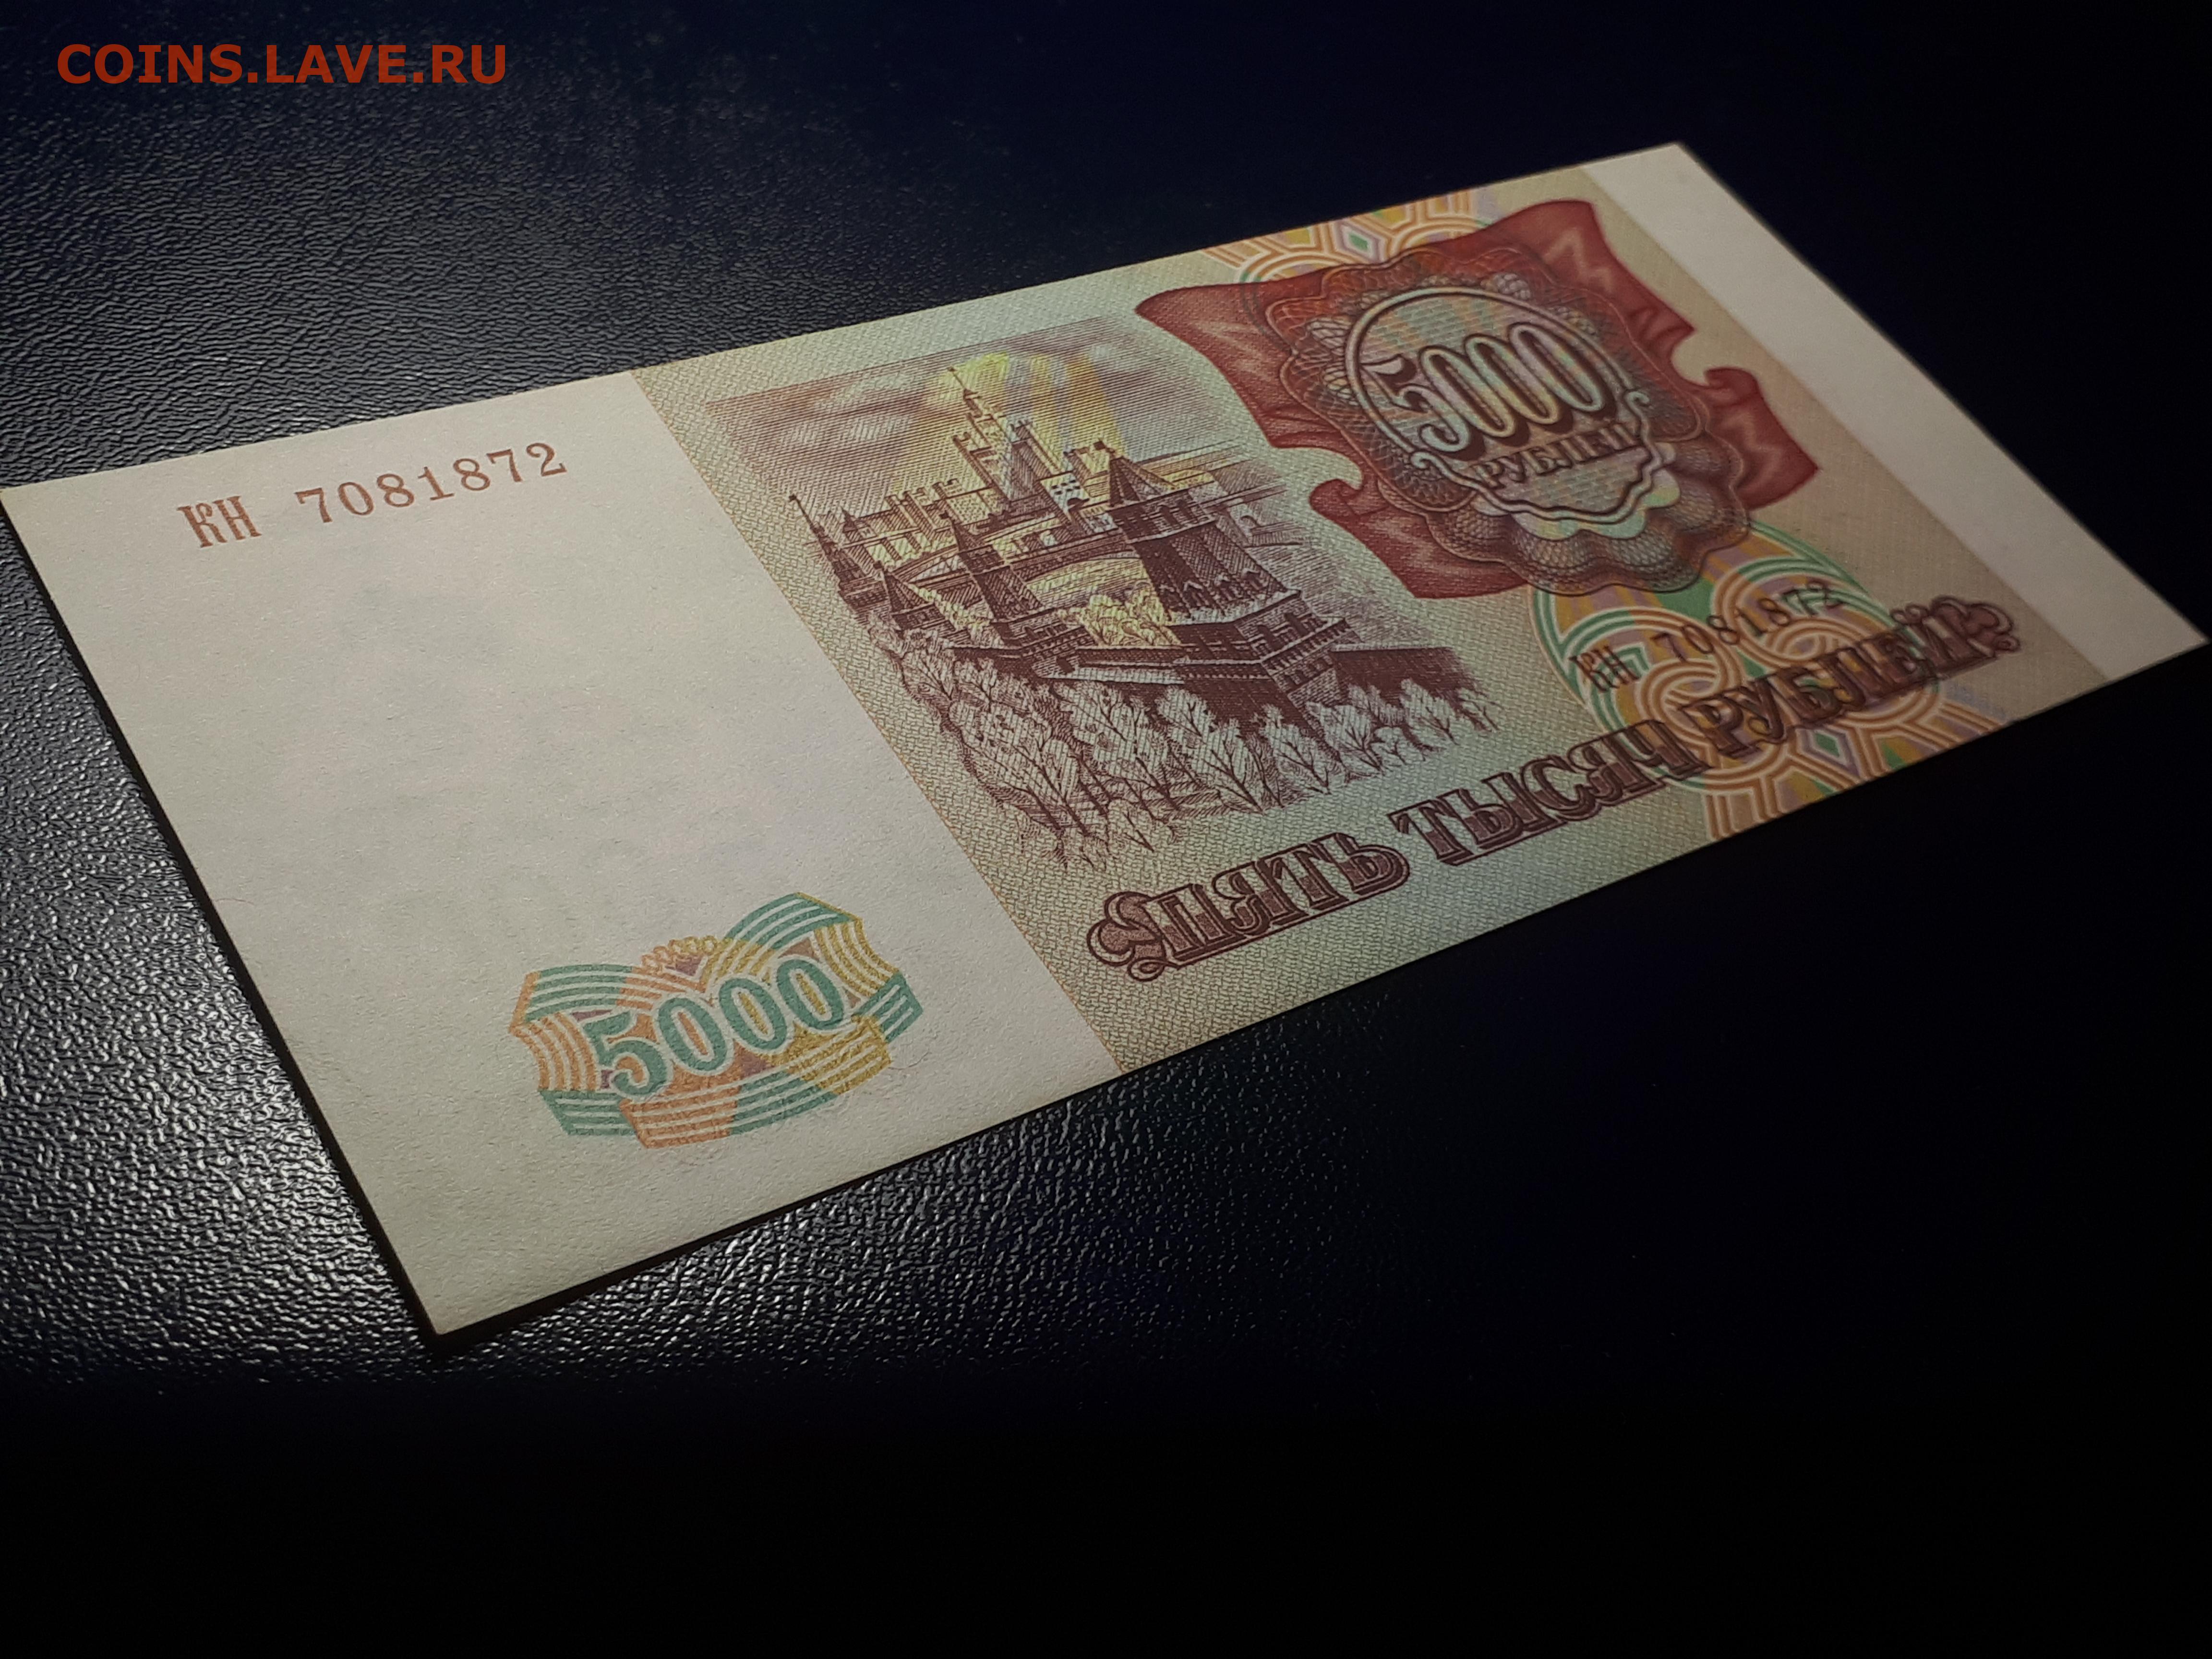 COINS.LAVE.RU
КН 7081872
5000
РУБЛЕЙ
КН 7081872
ПЯТЬ ТЫСЯЧ РУБЛЕЙ
5000